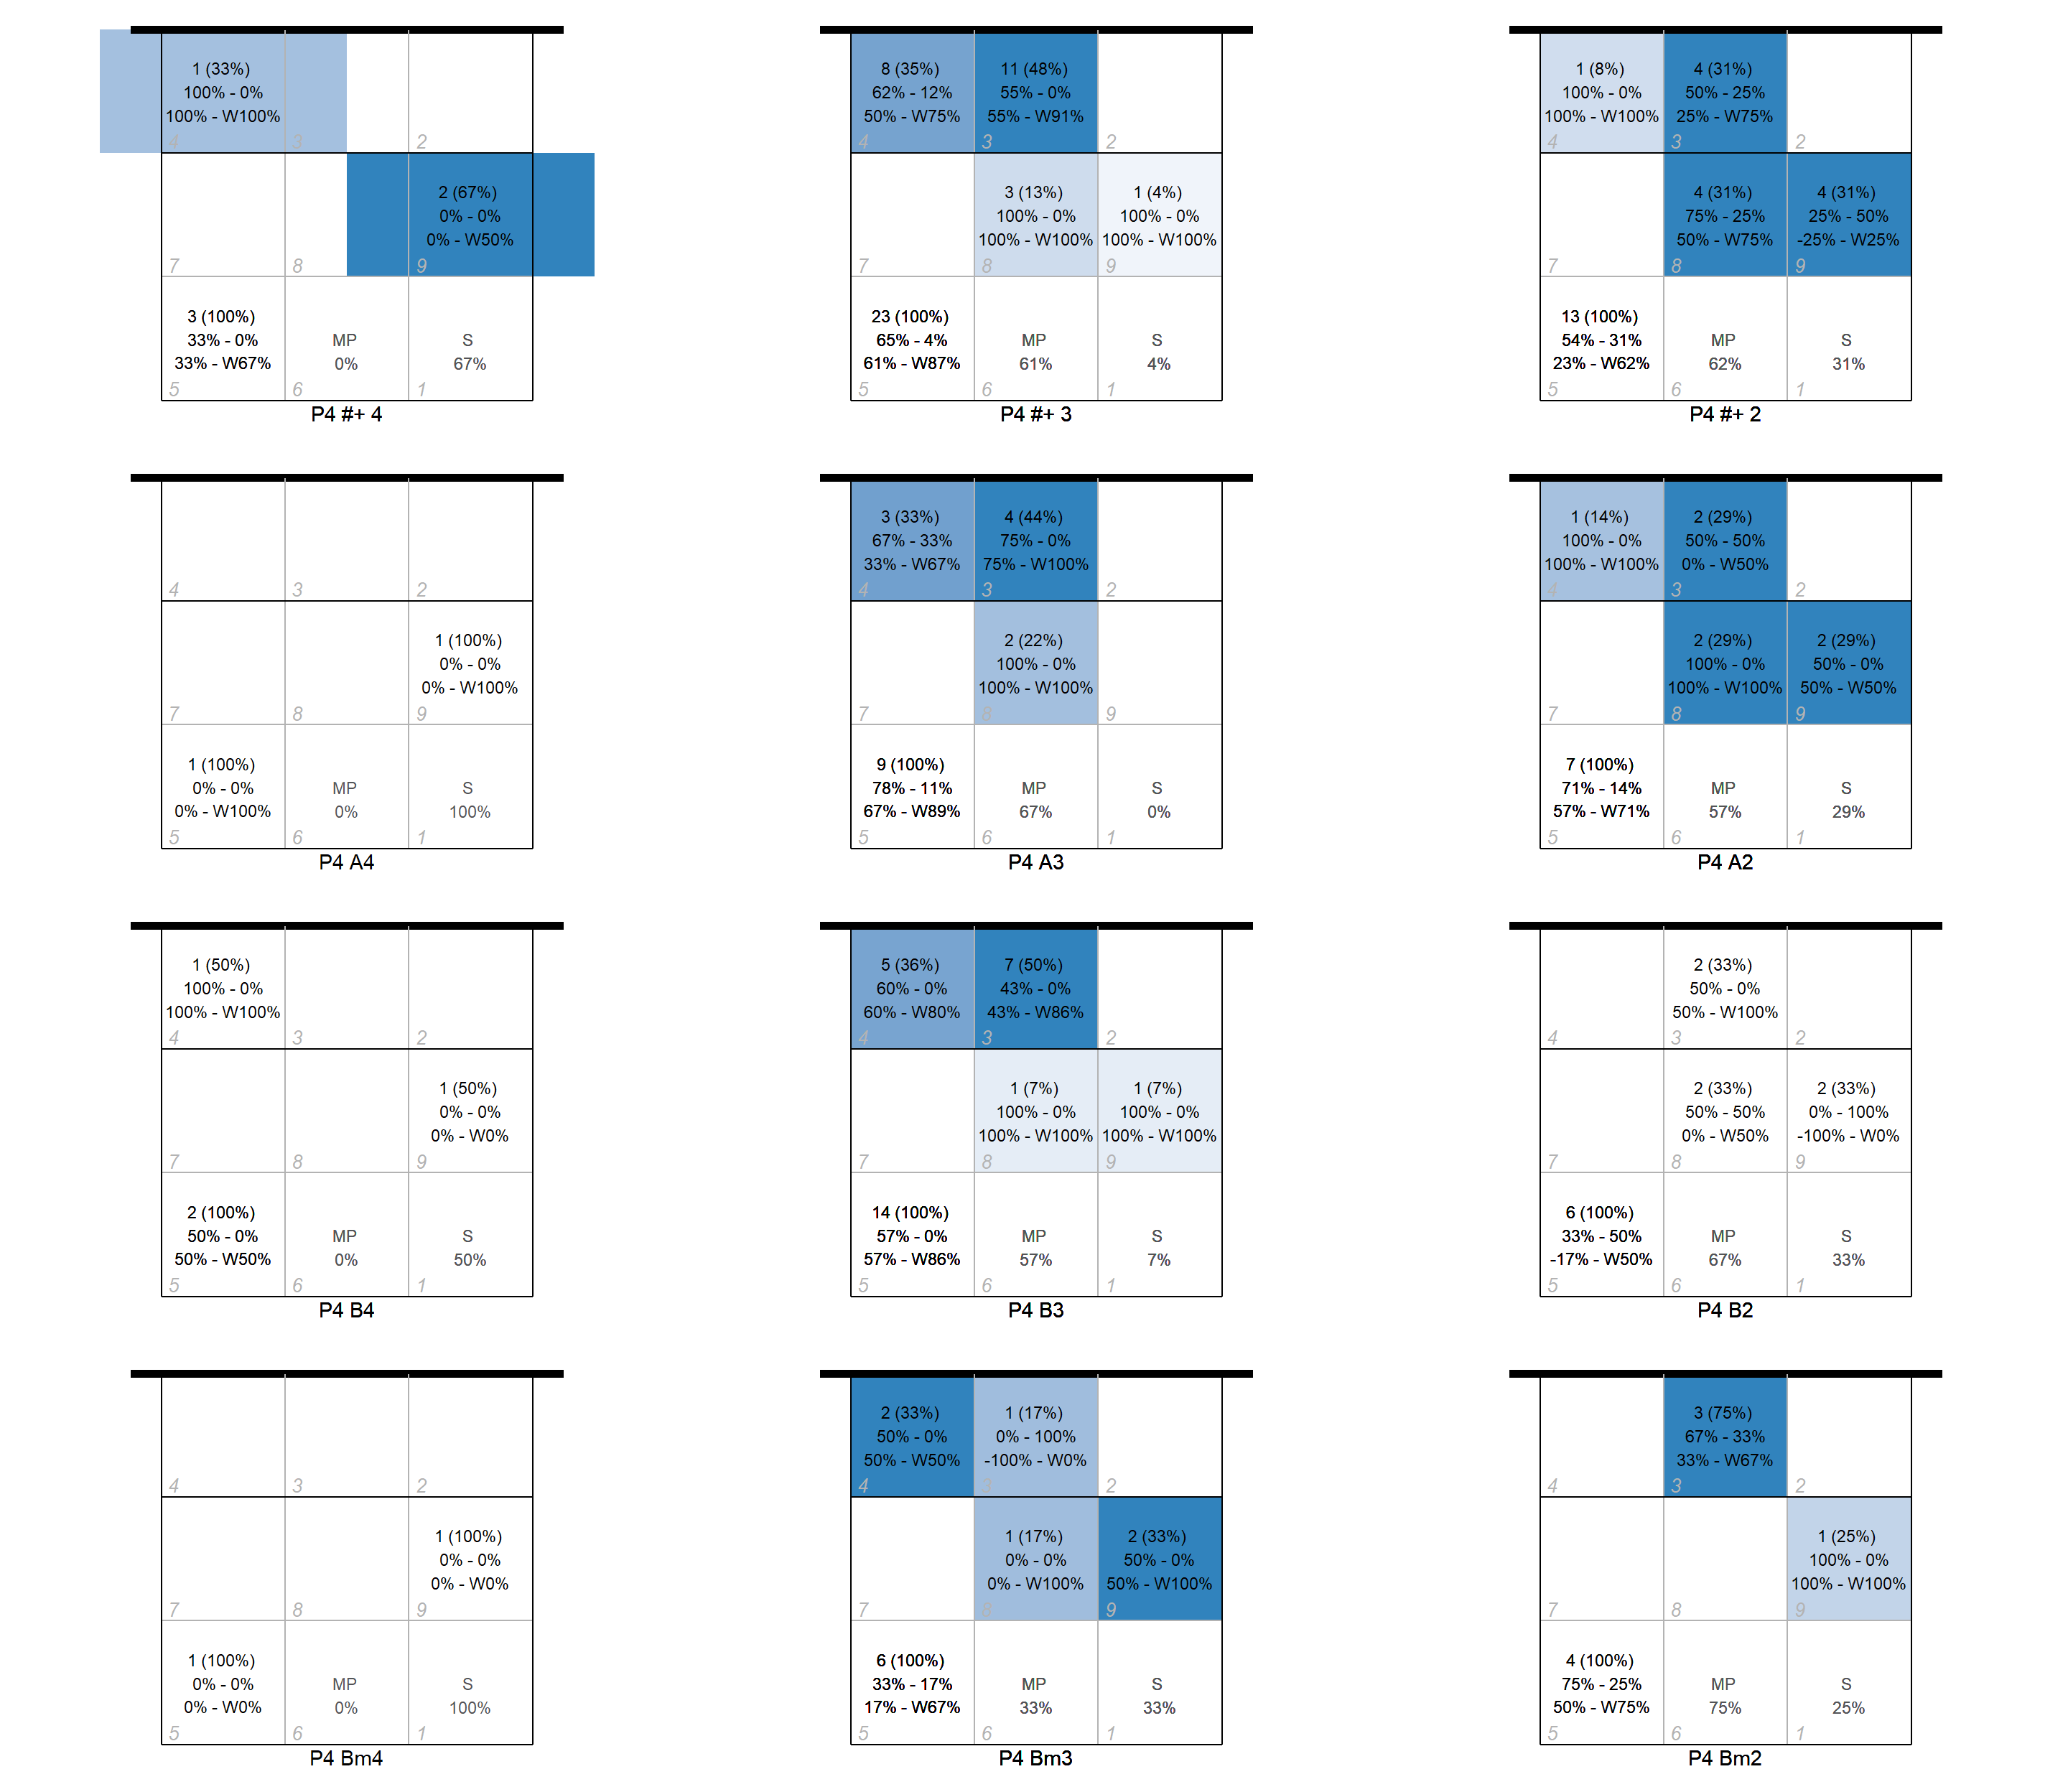 1 (33%)
100% - 0%
100% - W100%
4
3
2
2 (67%)
0% - 0%
0% - W50%
7
8
9
3 (100%)
33% - 0%
33% - W67%
MP
0%
S
67%
5
6
1
P4 #+ 4
8 (35%)
62% - 12%
50% - W75%
11 (48%)
55% - 0%
55% - W91%
4
3
2
3 (13%)
100% - 0%
100% - W100%
1 (4%)
100% - 0%
100% - W100%
7
8
9
23 (100%)
65% - 4%
61% - W87%
MP
61%
S
4%
5
6
1
P4 #+ 3
1 (8%)
100% - 0%
100% - W100%
4 (31%)
50% - 25%
25% - W75%
4
3
2
4 (31%)
75% - 25%
50% - W75%
4 (31%)
25% - 50%
-25% - W25%
7
8
9
13 (100%)
54% - 31%
23% - W62%
MP
62%
S
31%
5
6
1
P4 #+ 2
4
3
2
1 (100%)
0% - 0%
0% - W100%
7
8
9
1 (100%)
0% - 0%
0% - W100%
MP
0%
S
100%
5
6
1
P4 A4
3 (33%)
67% - 33%
33% - W67%
4 (44%)
75% - 0%
75% - W100%
4
3
2
2 (22%)
100% - 0%
100% - W100%
7
8
9
9 (100%)
78% - 11%
67% - W89%
MP
67%
S
0%
5
6
1
P4 A3
1 (14%)
100% - 0%
100% - W100%
2 (29%)
50% - 50%
0% - W50%
4
3
2
2 (29%)
100% - 0%
100% - W100%
2 (29%)
50% - 0%
50% - W50%
7
8
9
7 (100%)
71% - 14%
57% - W71%
MP
57%
S
29%
5
6
1
P4 A2
1 (50%)
100% - 0%
100% - W100%
4
3
2
1 (50%)
0% - 0%
0% - W0%
7
8
9
2 (100%)
50% - 0%
50% - W50%
MP
0%
S
50%
5
6
1
P4 B4
5 (36%)
60% - 0%
60% - W80%
7 (50%)
43% - 0%
43% - W86%
4
3
2
1 (7%)
100% - 0%
100% - W100%
1 (7%)
100% - 0%
100% - W100%
7
8
9
14 (100%)
57% - 0%
57% - W86%
MP
57%
S
7%
5
6
1
P4 B3
2 (33%)
50% - 0%
50% - W100%
4
3
2
2 (33%)
50% - 50%
0% - W50%
2 (33%)
0% - 100%
-100% - W0%
7
8
9
6 (100%)
33% - 50%
-17% - W50%
MP
67%
S
33%
5
6
1
P4 B2
4
3
2
1 (100%)
0% - 0%
0% - W0%
7
8
9
1 (100%)
0% - 0%
0% - W0%
MP
0%
S
100%
5
6
1
P4 Bm4
2 (33%)
50% - 0%
50% - W50%
1 (17%)
0% - 100%
-100% - W0%
4
3
2
1 (17%)
0% - 0%
0% - W100%
2 (33%)
50% - 0%
50% - W100%
7
8
9
6 (100%)
33% - 17%
17% - W67%
MP
33%
S
33%
5
6
1
P4 Bm3
3 (75%)
67% - 33%
33% - W67%
4
3
2
1 (25%)
100% - 0%
100% - W100%
7
8
9
4 (100%)
75% - 25%
50% - W75%
MP
75%
S
25%
5
6
1
P4 Bm2